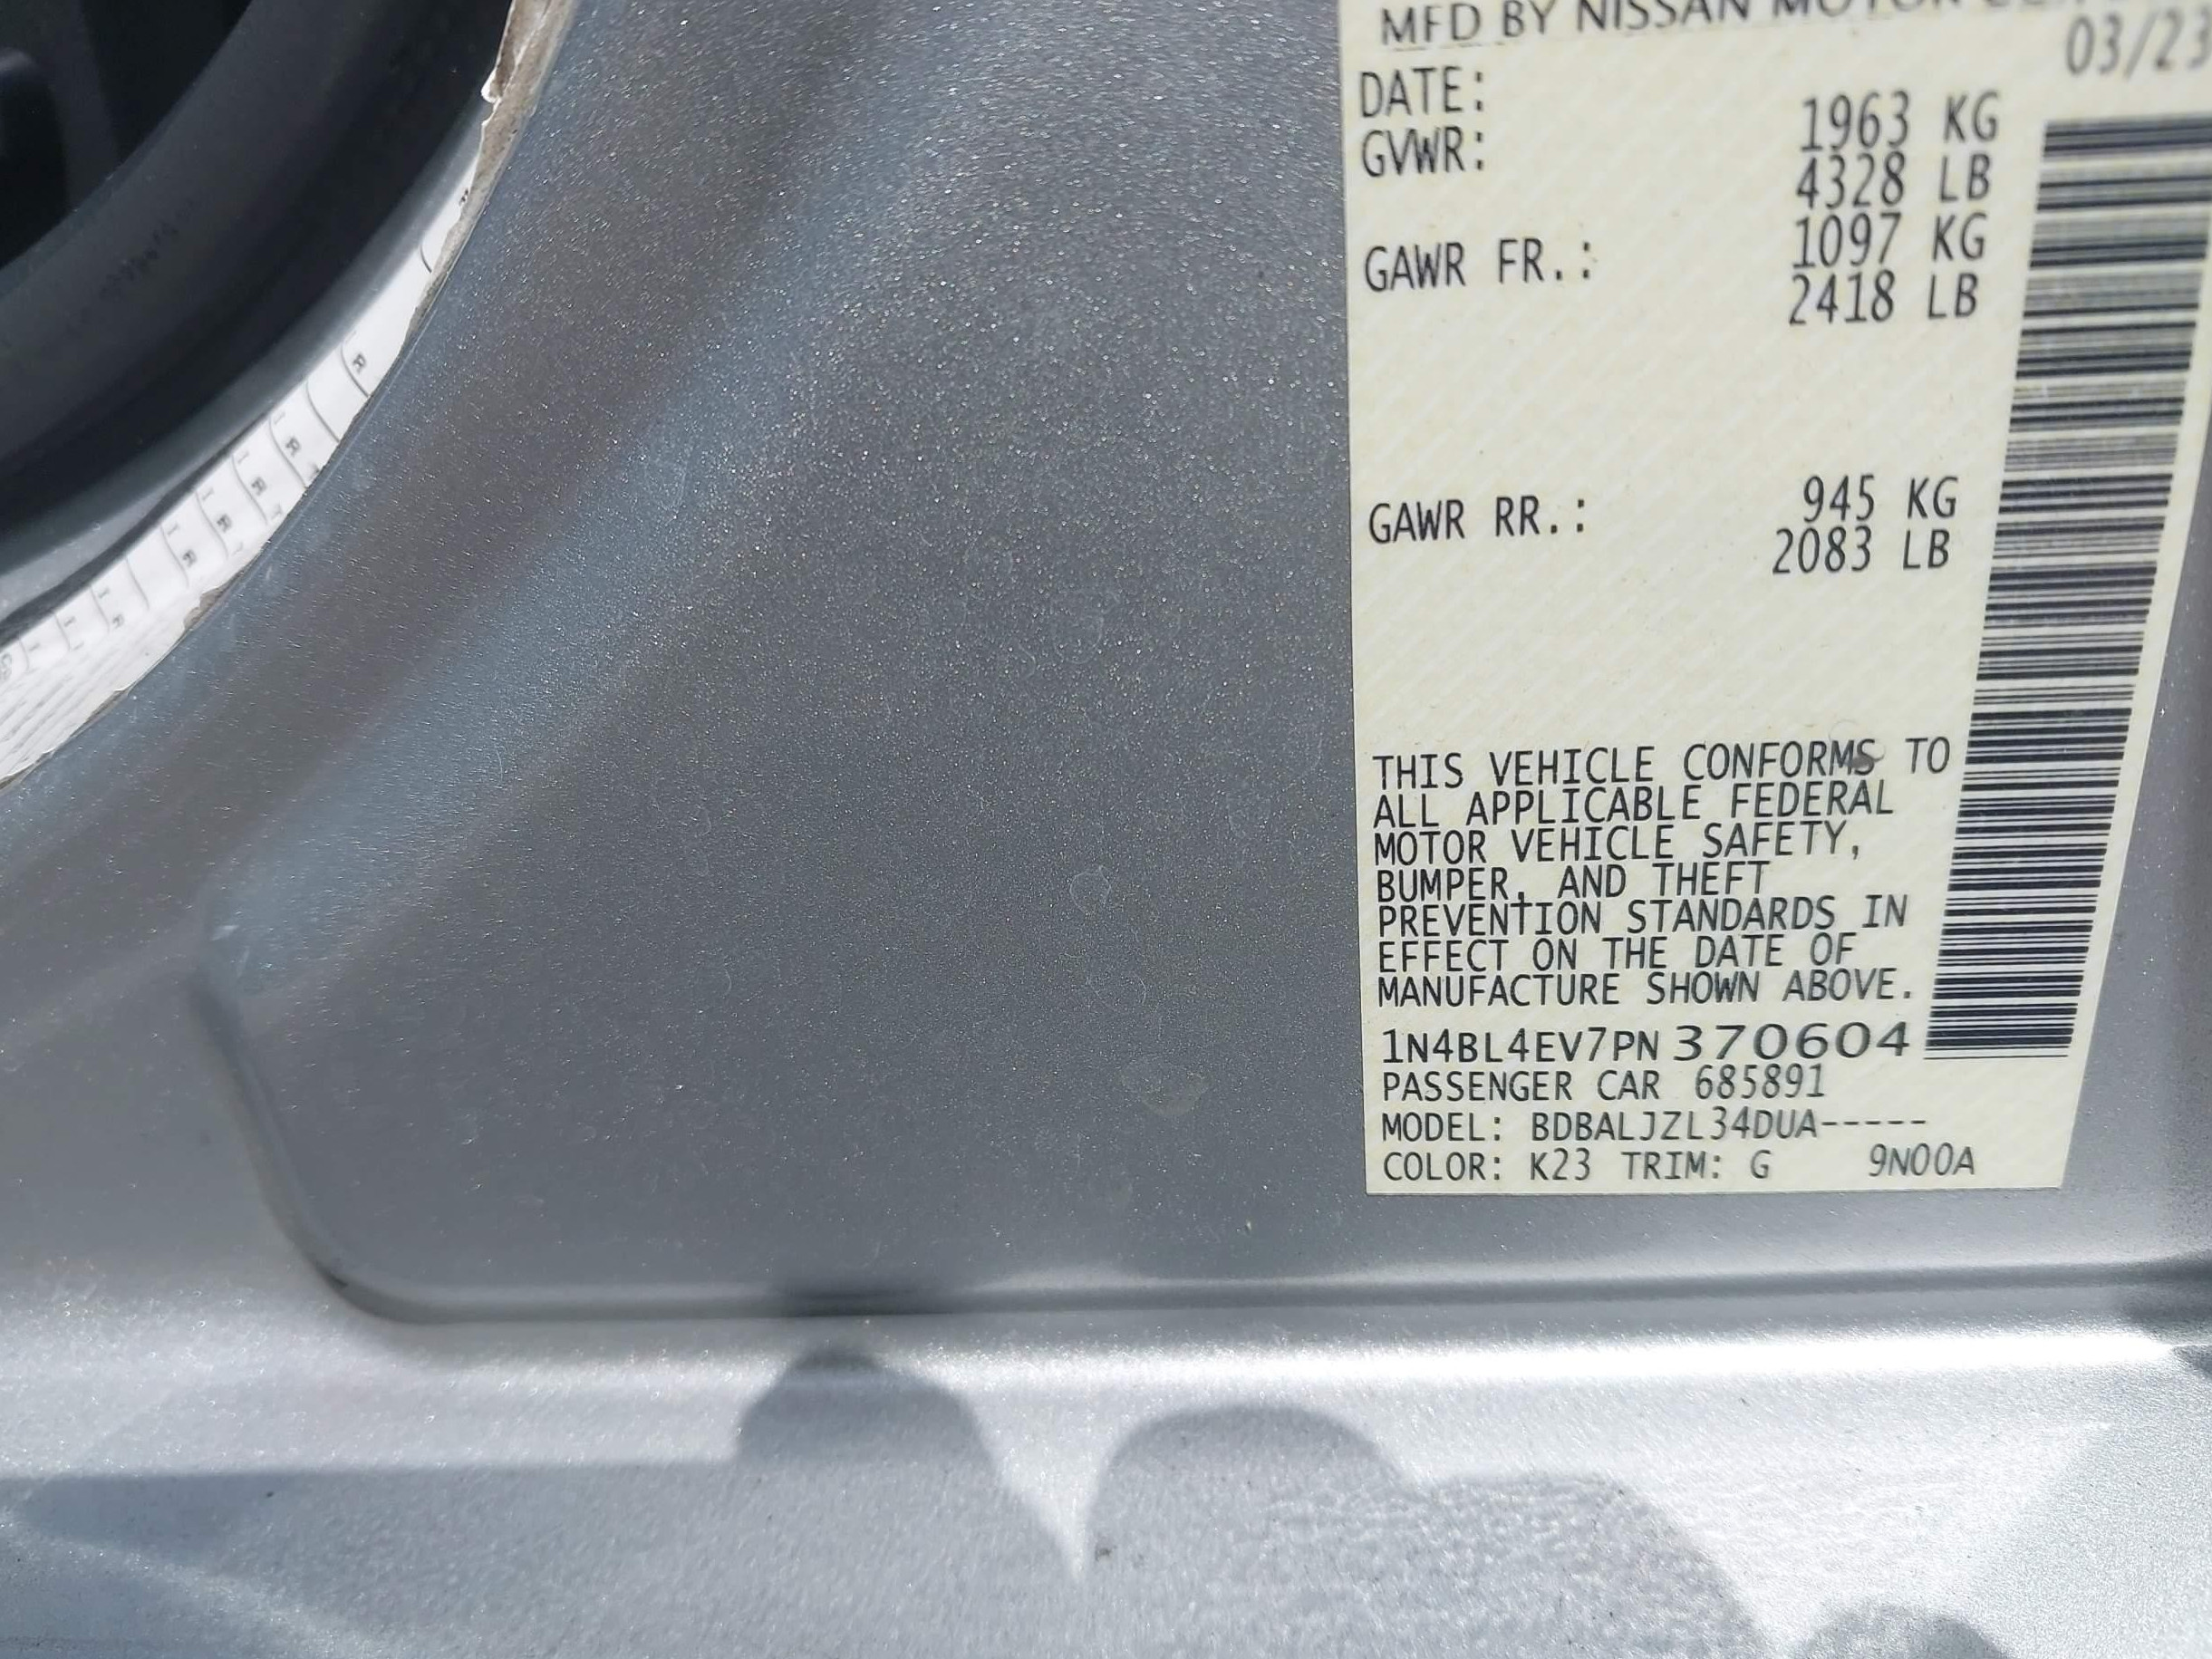 MFD BY NISSAN MOTOR
03/23
DATE:
GVWR: 1963 KG
4328 LB
GAWR FR.: 1097 KG
2418 LB
GAWR RR.: 945 KG
2083 LB
THIS VEHICLE CONFORMS TO
ALL APPLICABLE FEDERAL
MOTOR VEHICLE SAFETY,
BUMPER, AND THEFT
PREVENTION STANDARDS IN
EFFECT ON THE DATE OF
MANUFACTURE SHOWN ABOVE.
1N4BL4EV7PN370604
PASSENGER CAR 685891
MODEL: BDBALJZL34DUA-----
COLOR: K23 TRIM: G 9N00A